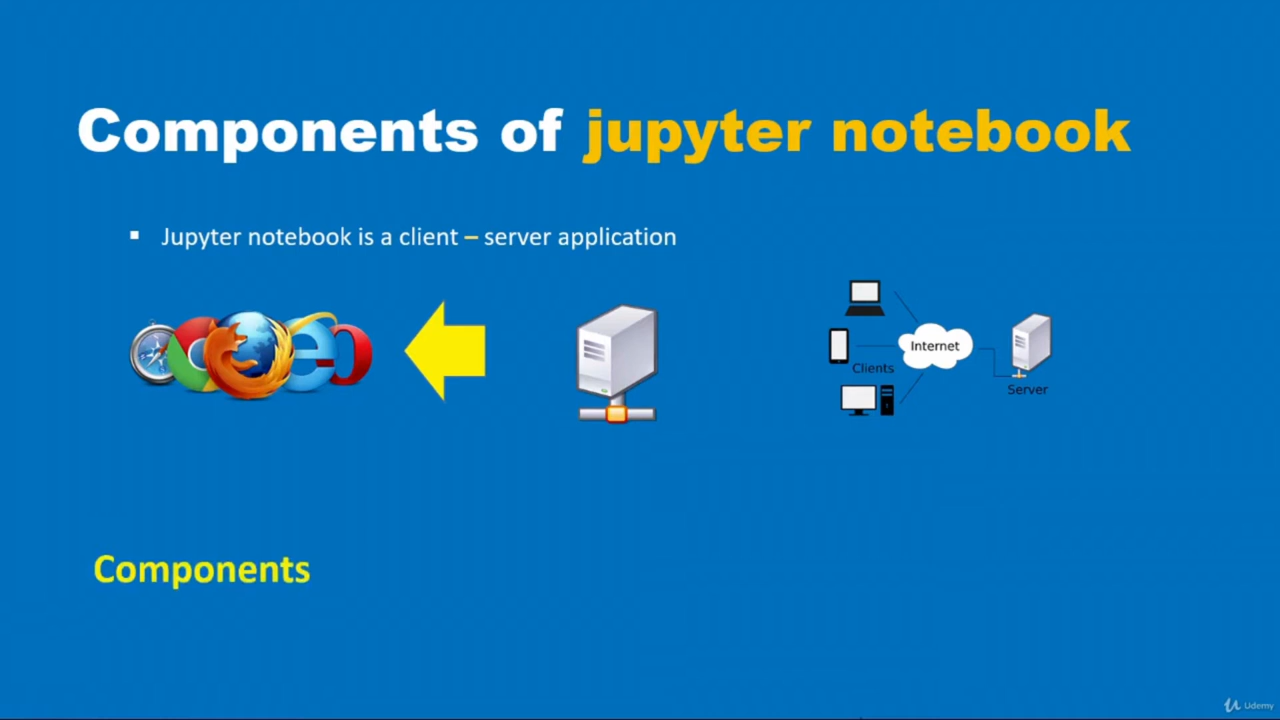 Components of jupyter notebook
▪ Jupyter notebook is a client – server application
Internet
Clients
Server
Components
Udemy